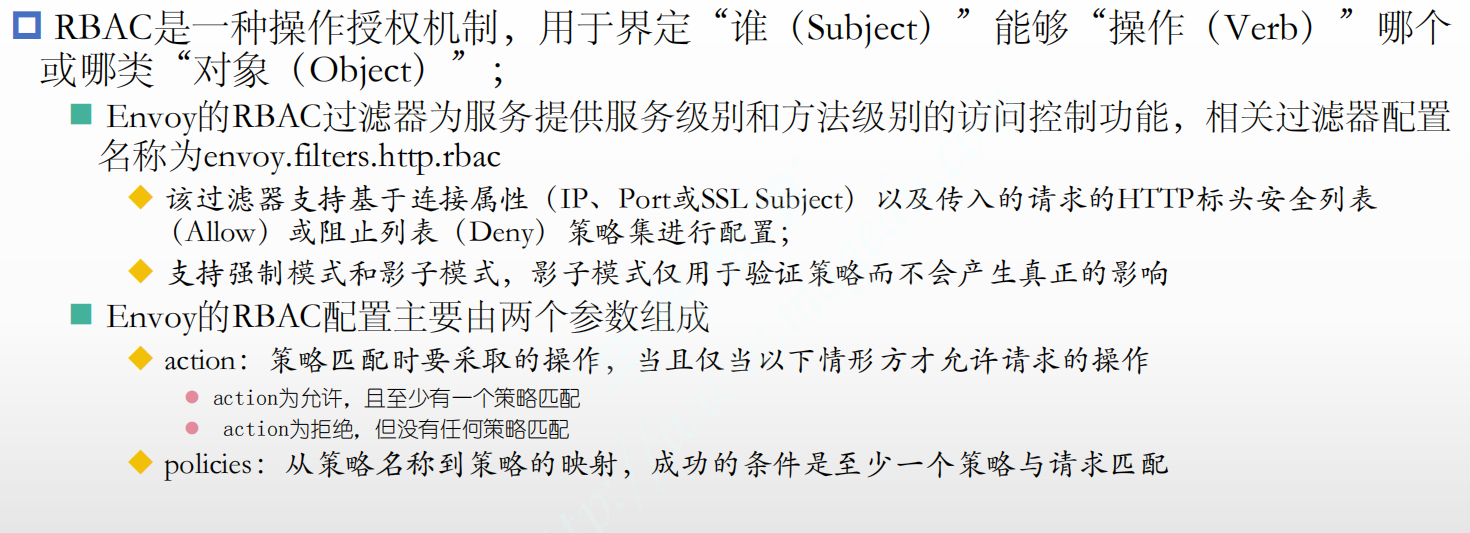 RBAC是一种操作授权机制，用于界定“谁（Subject）”能够“操作（Verb）”哪个
或哪类“对象（Object）”；
Envoy的RBAC过滤器为服务提供服务级别和方法级别的访问控制功能，相关过滤器配置
名称为envoy.filters.http.rbac
该过滤器支持基于连接属性（IP、Port或SSL Subject）以及传入的请求的HTTP标头安全列表
（Allow）或阻止列表（Deny）策略集进行配置；
支持强制模式和影子模式，影子模式仅用于验证策略而不会产生真正的影响
Envoy的RBAC配置主要由两个参数组成
action：策略匹配时要采取的操作，当且仅当以下情形方才允许请求的操作
action为允许，且至少有一个策略匹配
action为拒绝，但没有任何策略匹配
policies：从策略名称到策略的映射，成功的条件是至少一个策略与请求匹配